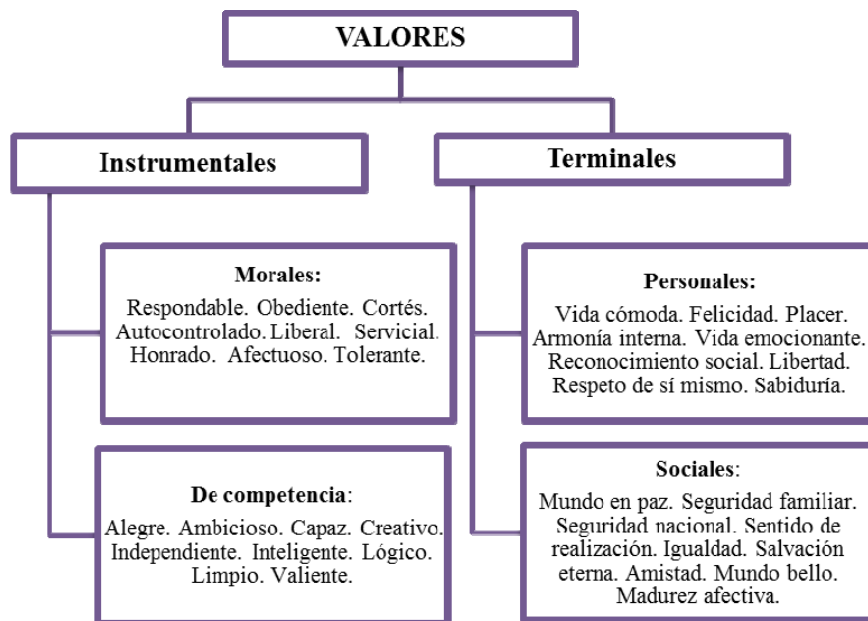 VALORES
Instrumentales
Terminales
Morales:
Respondable. Obediente. Cortés.
Autocontrolado. Liberal. Servicial.
Honrado. Afectuoso. Tolerante.
De competencia:
Alegre. Ambicioso. Capaz. Creativo.
Independiente. Inteligente. Lógico.
Limpio. Valiente.
Personales:
Vida cómoda. Felicidad. Placer.
Armonía interna. Vida emocionante.
Reconocimiento social. Libertad.
Respeto de sí mismo. Sabiduría.
Sociales:
Mundo en paz. Seguridad familiar.
Seguridad nacional. Sentido de
realización. Igualdad. Salvación
eterna. Amistad. Mundo bello.
Madurez afectiva.